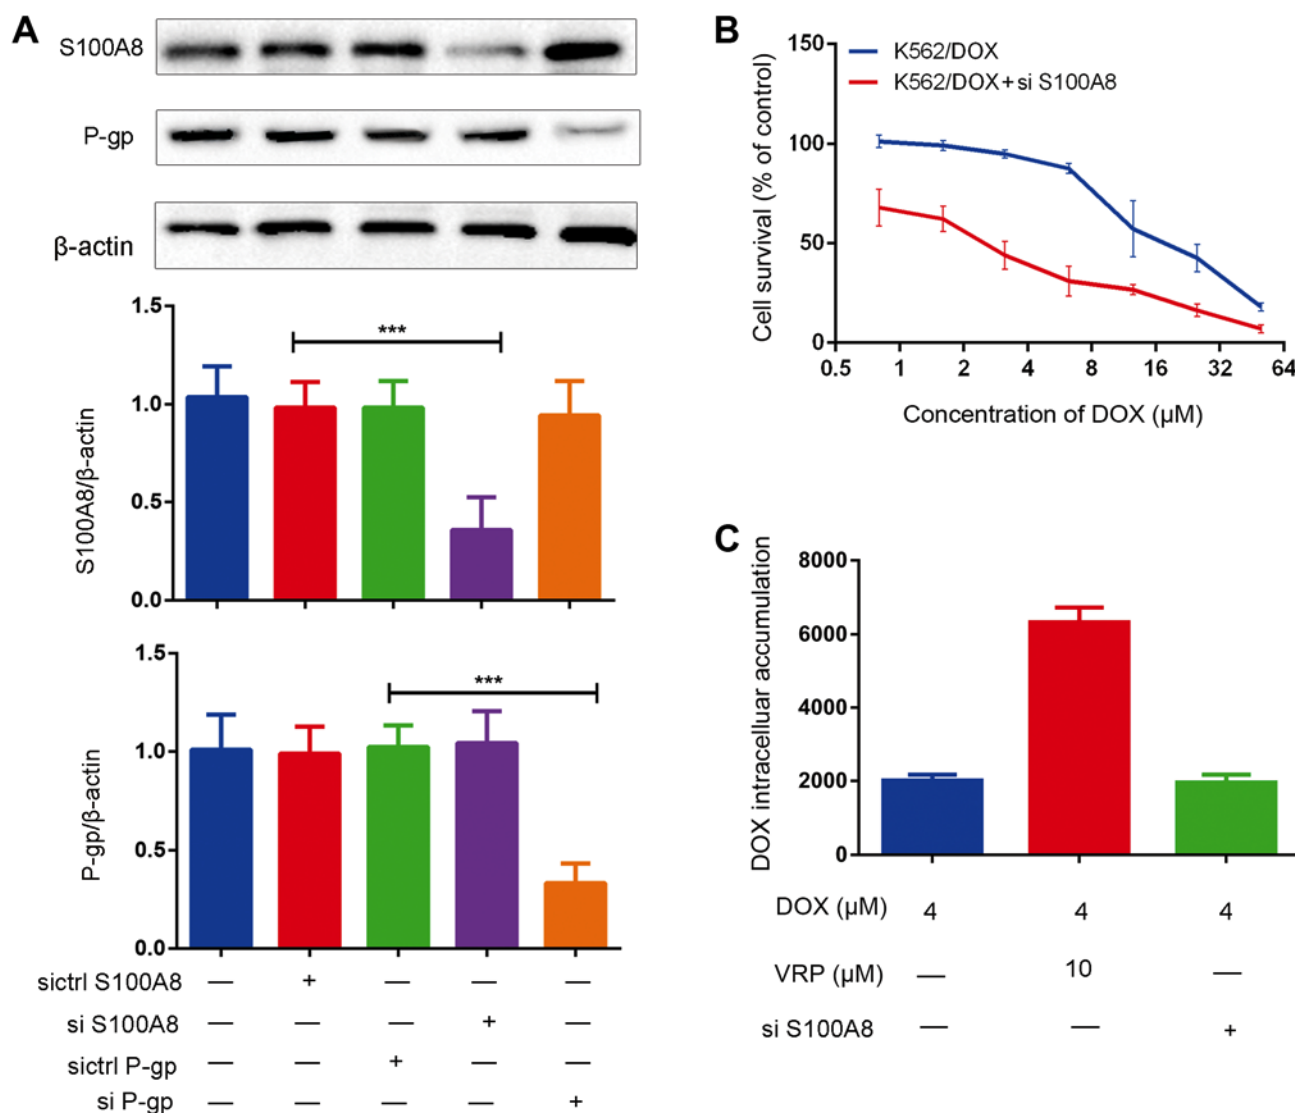 A
S100A8
P-gp
β-actin
1.5
1.0
0.5
0.0
S100A8/β-actin
***
1.5
1.0
0.5
0.0
P-gp/β-actin
***
sictrl S100A8 — + — — —
si S100A8 — — — + —
sictrl P-gp — — + — —
si P-gp — — — — +
B
150
100
50
0
Cell survival (% of control)
K562/DOX
K562/DOX+si S100A8
0.5 1 2 4 8 16 32 64
Concentration of DOX (μM)
C
8000
6000
4000
2000
0
DOX intracelluar accumulation
DOX (μM) 4 4 4
VRP (μM) — 10 —
si S100A8 — — +